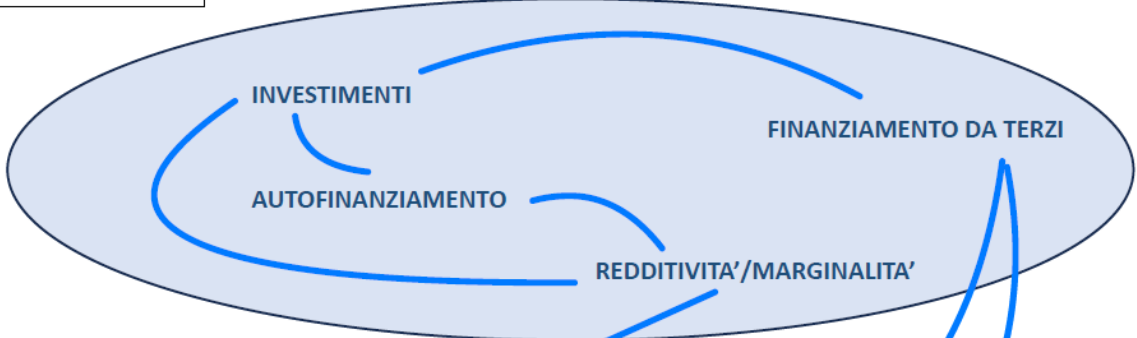 INVESTIMENTI
FINANZIAMENTO DA TERZI
AUTOFINANZIAMENTO
REDDITIVITA’/MARGINALITA’